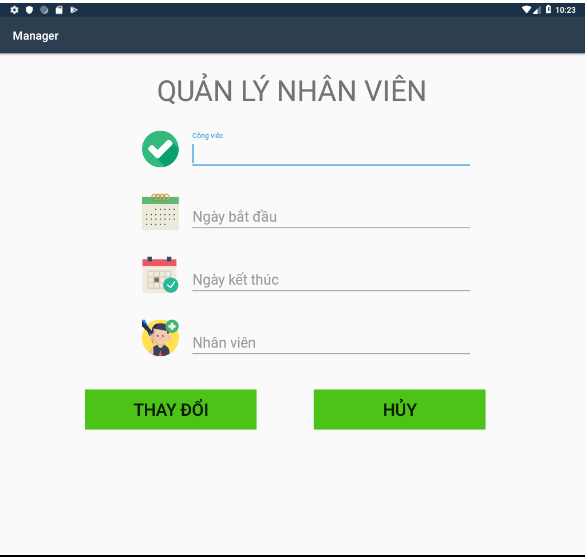 10:23
Manager
QUẢN LÝ NHÂN VIÊN
Công việc
Ngày bắt đầu
Ngày kết thúc
Nhân viên
THAY ĐỔI
HỦY